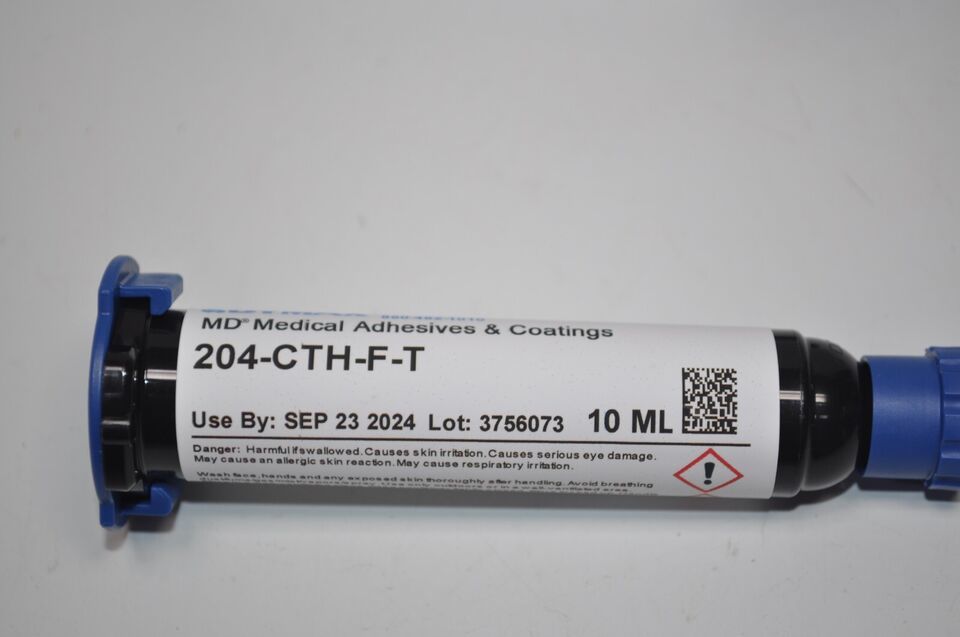 MD® Medical Adhesives & Coatings
204-CTH-F-T
Use By: SEP 23 2024 Lot: 3756073 10 ML
Danger: Harmful if swallowed. Causes skin irritation. Causes serious eye damage.
May cause an allergic skin reaction. May cause respiratory irritation.
Wash face, hands and any exposed skin thoroughly after handling. Avoid breathing